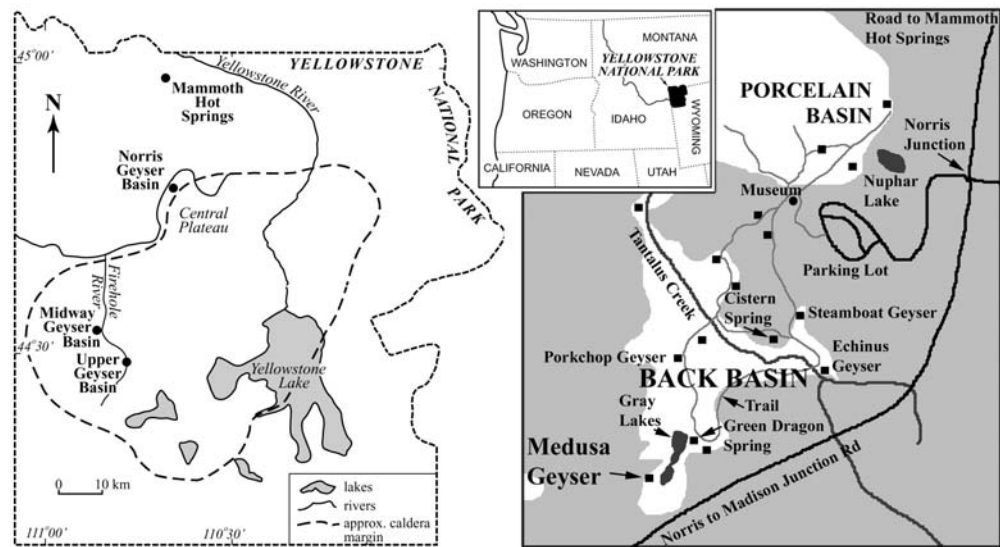 45°00'
YELLOWSTONE
NATIONAL
PARK
Yellowstone River
N
Mammoth
Hot
Springs
Norris
Geyser
Basin
Central
Plateau
Firehole
River
Midway
Geyser
Basin
44°30'
Upper
Geyser
Basin
Yellowstone
Lake
0 10 km
lakes
rivers
approx. caldera
margin
111°00'
110°30'
WASHINGTON
MONTANA
YELLOWSTONE
NATIONAL PARK
OREGON
IDAHO
WYOMING
CALIFORNIA
NEVADA
UTAH
Road to Mammoth
Hot Springs
PORCELAIN
BASIN
Norris
Junction
Museum
Nuphar
Lake
Parking Lot
Tantalus Creek
Cistern
Spring
Steamboat Geyser
Porkchop Geyser
Echinus
Geyser
BACK BASIN
Gray
Lakes
Trail
Green Dragon
Spring
Medusa
Geyser
Norris to Madison Junction Rd